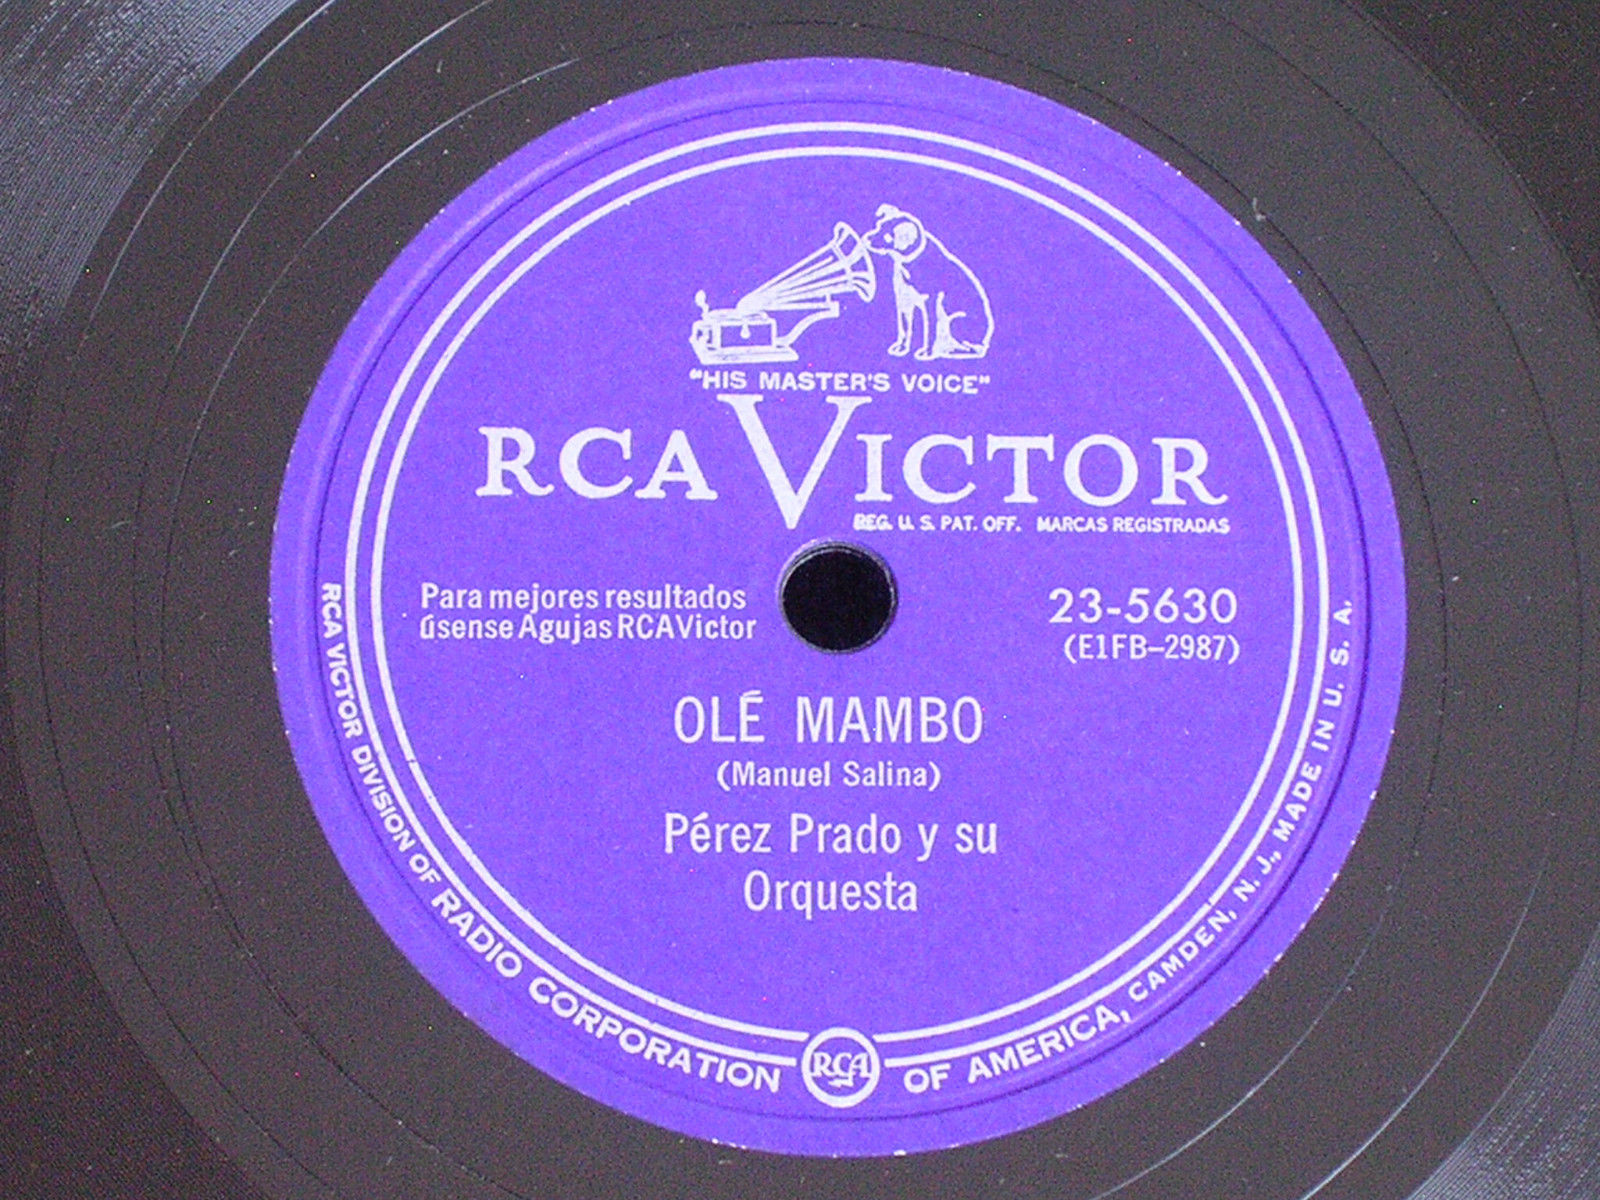 "HIS MASTER'S VOICE"
RCA VICTOR
REG. U. S. PAT. OFF. MARCAS REGISTRADAS
Para mejores resultados
úsense Agujas RCA Victor
23-5630
(E1FB-2987)
OLÉ MAMBO
(Manuel Salina)
Pérez Prado y su
Orquesta
RCA VICTOR DIVISION OF RADIO CORPORATION OF AMERICA, CAMDEN, N. J., MADE IN U. S. A.
RCA